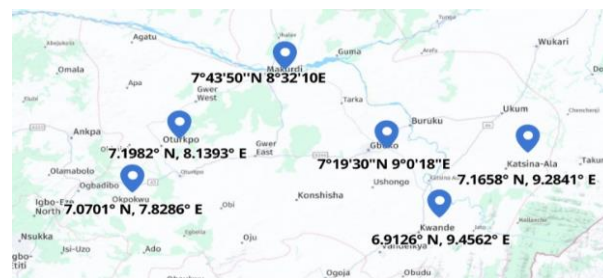 Agatu
Wukari
Guma
Omala
Apa
Makurdi
7°43'50''N 8°32'10E
Gwer
West
Tarka
Buruku
Ukum
Ankpa
Oturkpo
Gboko
7.1982° N, 8.1393° E
Gwer
East
7°19'30"N 9°0'18"E
Katsina-Ala
Takum
7.1658° N, 9.2841° E
Olamabolo
Ogbadibo
Okpokwu
Ushongo
Konshisha
Igbo-Eze
North
7.0701° N, 7.8286° E
Obi
Kwande
Vandeikya
6.9126° N, 9.4562° E
Nsukka
Isi-Uzo
Ado
Oju
Ogoja
Obudu